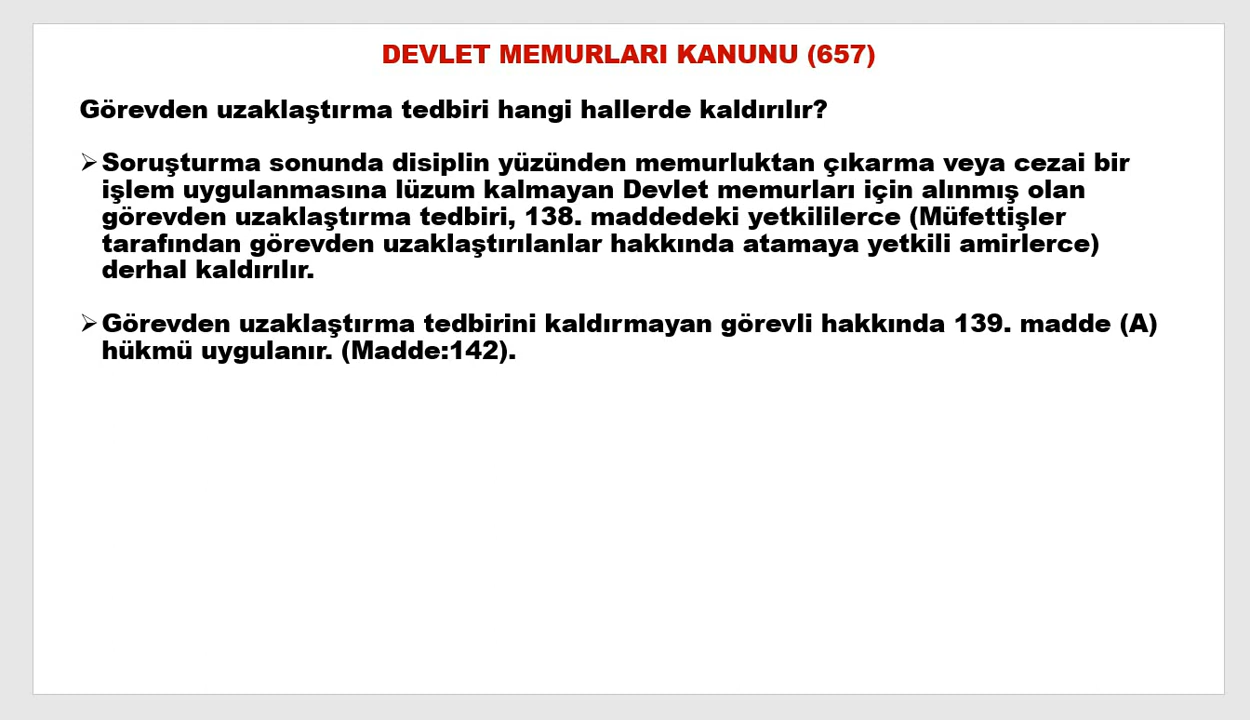 DEVLET MEMURLARI KANUNU (657)
Görevden uzaklaştırma tedbiri hangi hallerde kaldırılır?
➢Soruşturma sonunda disiplin yüzünden memurluktan çıkarma veya cezai bir
işlem uygulanmasına lüzum kalmayan Devlet memurları için alınmış olan
görevden uzaklaştırma tedbiri, 138. maddedeki yetkililerce (Müfettişler
tarafından görevden uzaklaştırılanlar hakkında atamaya yetkili amirlerce)
derhal kaldırılır.
➢Görevden uzaklaştırma tedbirini kaldırmayan görevli hakkında 139. madde (A)
hükmü uygulanır. (Madde:142).